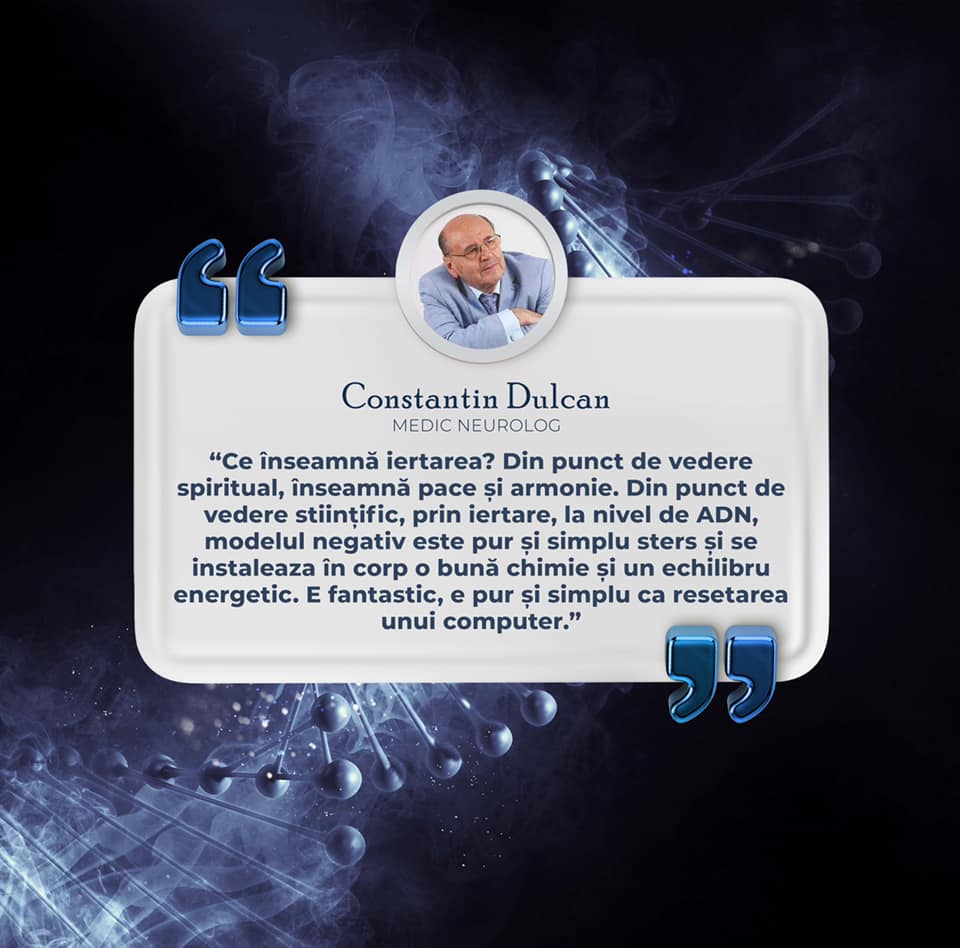 Constantin Dulcan
MEDIC NEUROLOG
“Ce înseamnă iertarea? Din punct de vedere
spiritual, înseamnă pace și armonie. Din punct de
vedere stiințific, prin iertare, la nivel de ADN,
modelul negativ este pur și simplu sters și se
instaleaza în corp o bună chimie și un echilibru
energetic. E fantastic, e pur și simplu ca resetarea
unui computer.”